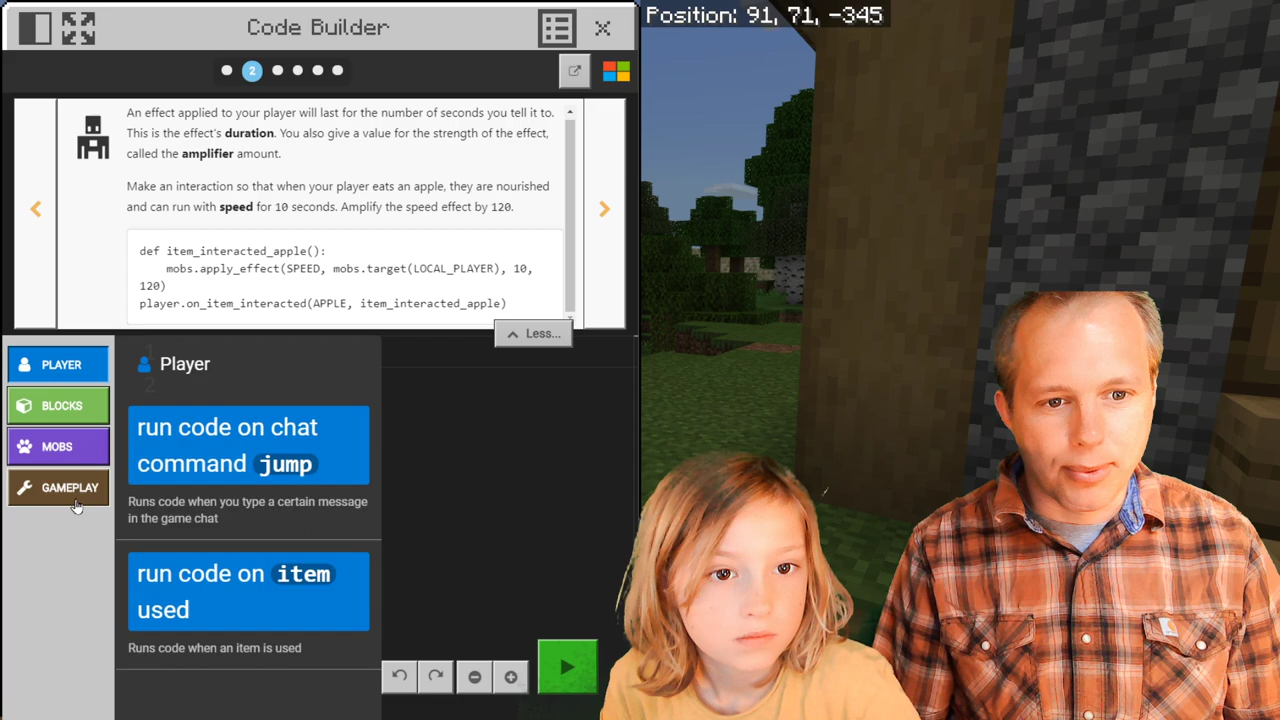 Code Builder
Position: 91, 71, -345
2
An effect applied to your player will last for the number of seconds you tell it to.
This is the effect's duration. You also give a value for the strength of the effect,
called the amplifier amount.
Make an interaction so that when your player eats an apple, they are nourished
and can run with speed for 10 seconds. Amplify the speed effect by 120.
def item_interacted_apple():
mobs.apply_effect(SPEED, mobs.target(LOCAL_PLAYER), 10,
120)
player.on_item_interacted(APPLE, item_interacted_apple)
Less...
PLAYER
BLOCKS
MOBS
GAMEPLAY
1
2
Player
run code on chat
command jump
Runs code when you type a certain message
in the game chat
run code on item
used
Runs code when an item is used